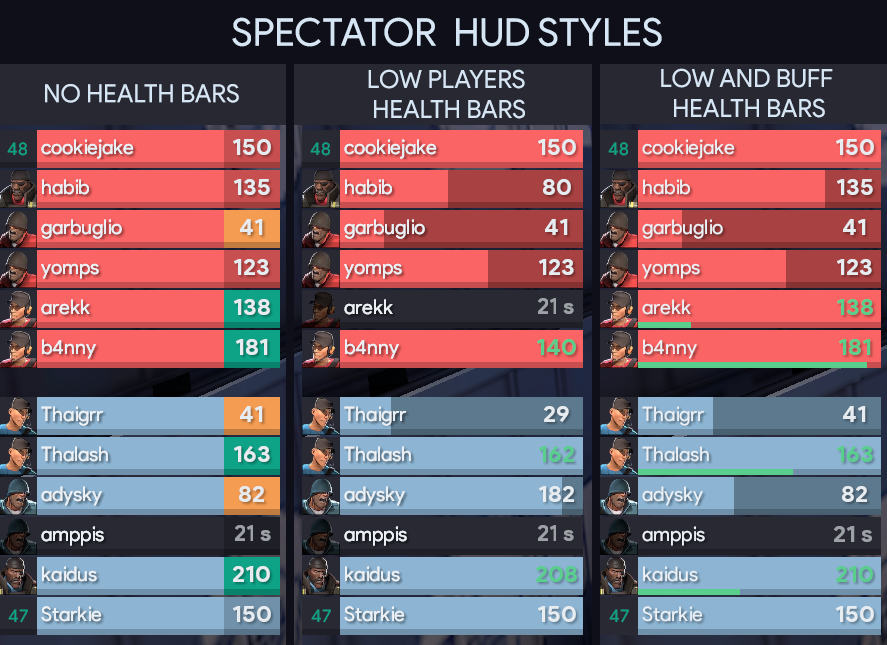 SPECTATOR HUD STYLES
NO HEALTH BARS
48 cookiejake 150
habib 135
garbuglio 41
yomps 123
arekk 138
b4nny 181
Thaigrr 41
Thalash 163
adysky 82
amppis 21 s
kaidus 210
47 Starkie 150
LOW PLAYERS
HEALTH BARS
48 cookiejake 150
habib 80
garbuglio 41
yomps 123
arekk 21 s
b4nny 140
Thaigrr 29
Thalash 162
adysky 182
amppis 21 s
kaidus 208
47 Starkie 150
LOW AND BUFF
HEALTH BARS
48 cookiejake 150
habib 135
garbuglio 41
yomps 123
arekk 138
b4nny 181
Thaigrr 41
Thalash 163
adysky 82
amppis 21 s
kaidus 210
47 Starkie 150